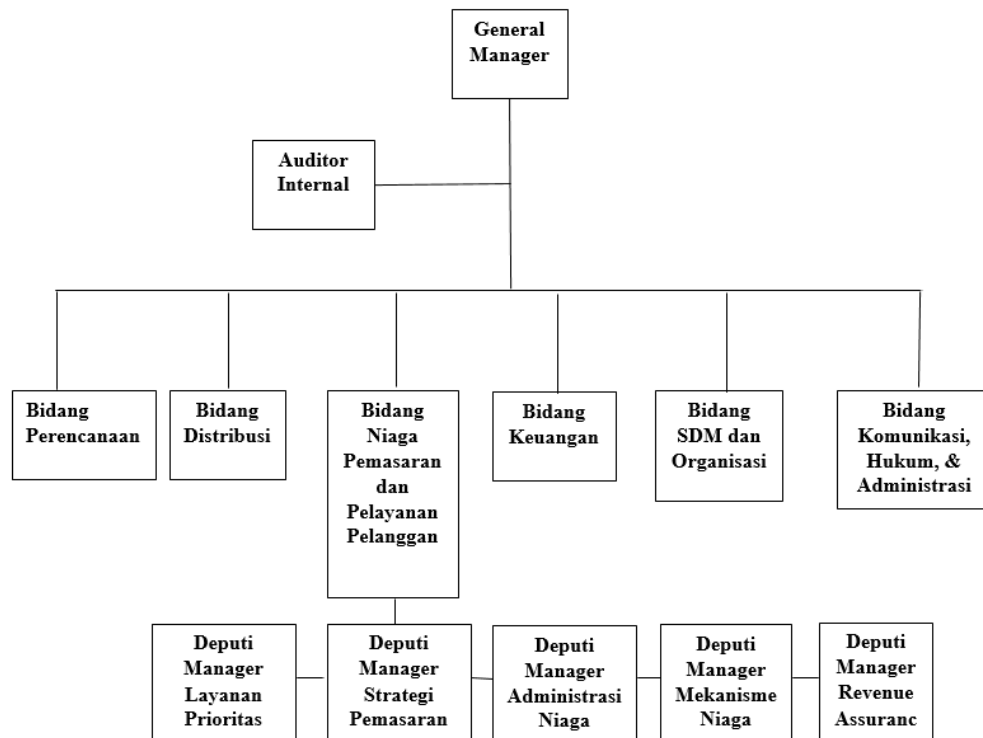 General
Manager
Auditor
Internal
Bidang
Perencanaan
Bidang
Distribusi
Bidang
Niaga
Pemasaran
dan
Pelayanan
Pelanggan
Bidang
Keuangan
Bidang
SDM dan
Organisasi
Bidang
Komunikasi,
Hukum, &
Administrasi
Deputi
Manager
Layanan
Prioritas
Deputi
Manager
Strategi
Pemasaran
Deputi
Manager
Administrasi
Niaga
Deputi
Manager
Mekanisme
Niaga
Deputi
Manager
Revenue
Assuranc